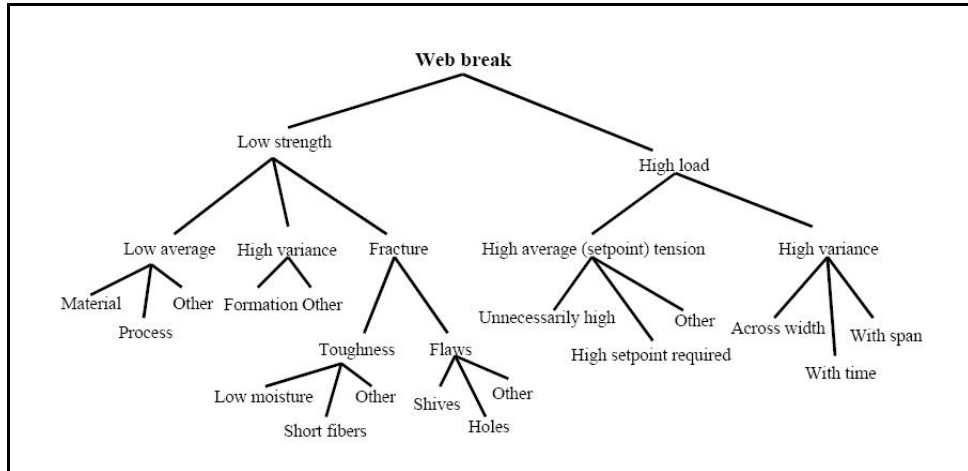 Web break
Low strength
High load
Low average
High variance
Fracture
High average (setpoint) tension
High variance
Material
Process
Other
Formation
Other
Toughness
Flaws
Unnecessarily high
High setpoint required
Other
Across width
With time
With span
Low moisture
Short fibers
Other
Shives
Holes
Other